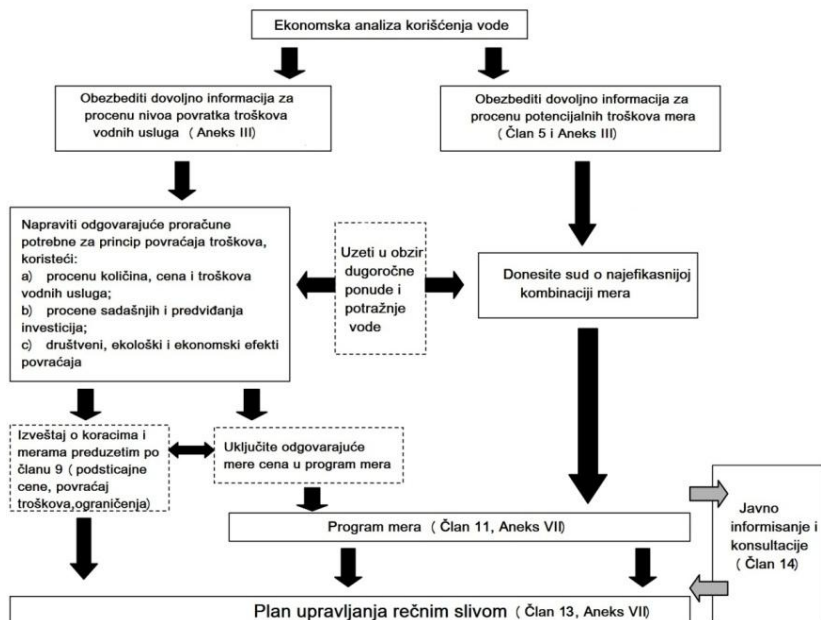 Ekonomska analiza korišćenja vode
Obezbediti dovoljno informacija za
procenu nivoa povratka troškova
vodnih usluga ( Aneks III)
Obezbediti dovoljno informacija za
procenu potencijalnih troškova mera
( Član 5 i Aneks III)
Napraviti odgovarajuće proračune
potrebne za princip povraćaja troškova,
koristeći:
a) procenu količina, cena i troškova
vodnih usluga;
b) procene sadašnjih i predviđanja
investicija;
c) društveni, ekološki i ekonomski efekti
povraćaja
Uzeti u obzir
dugoročne
ponude i
potražnje
vode
Donesite sud o najefikasnijoj
kombinaciji mera
Izveštaj o koracima i
merama preduzetim po
članu 9 ( podsticajne
cene, povraćaj
troškova,ograničenja)
Uključite odgovarajuće
mere cena u program mera
Program mera ( Član 11, Aneks VII)
Javno
informisanje i
konsultacije
( Član 14)
Plan upravljanja rečnim slivom ( Član 13, Aneks VII)